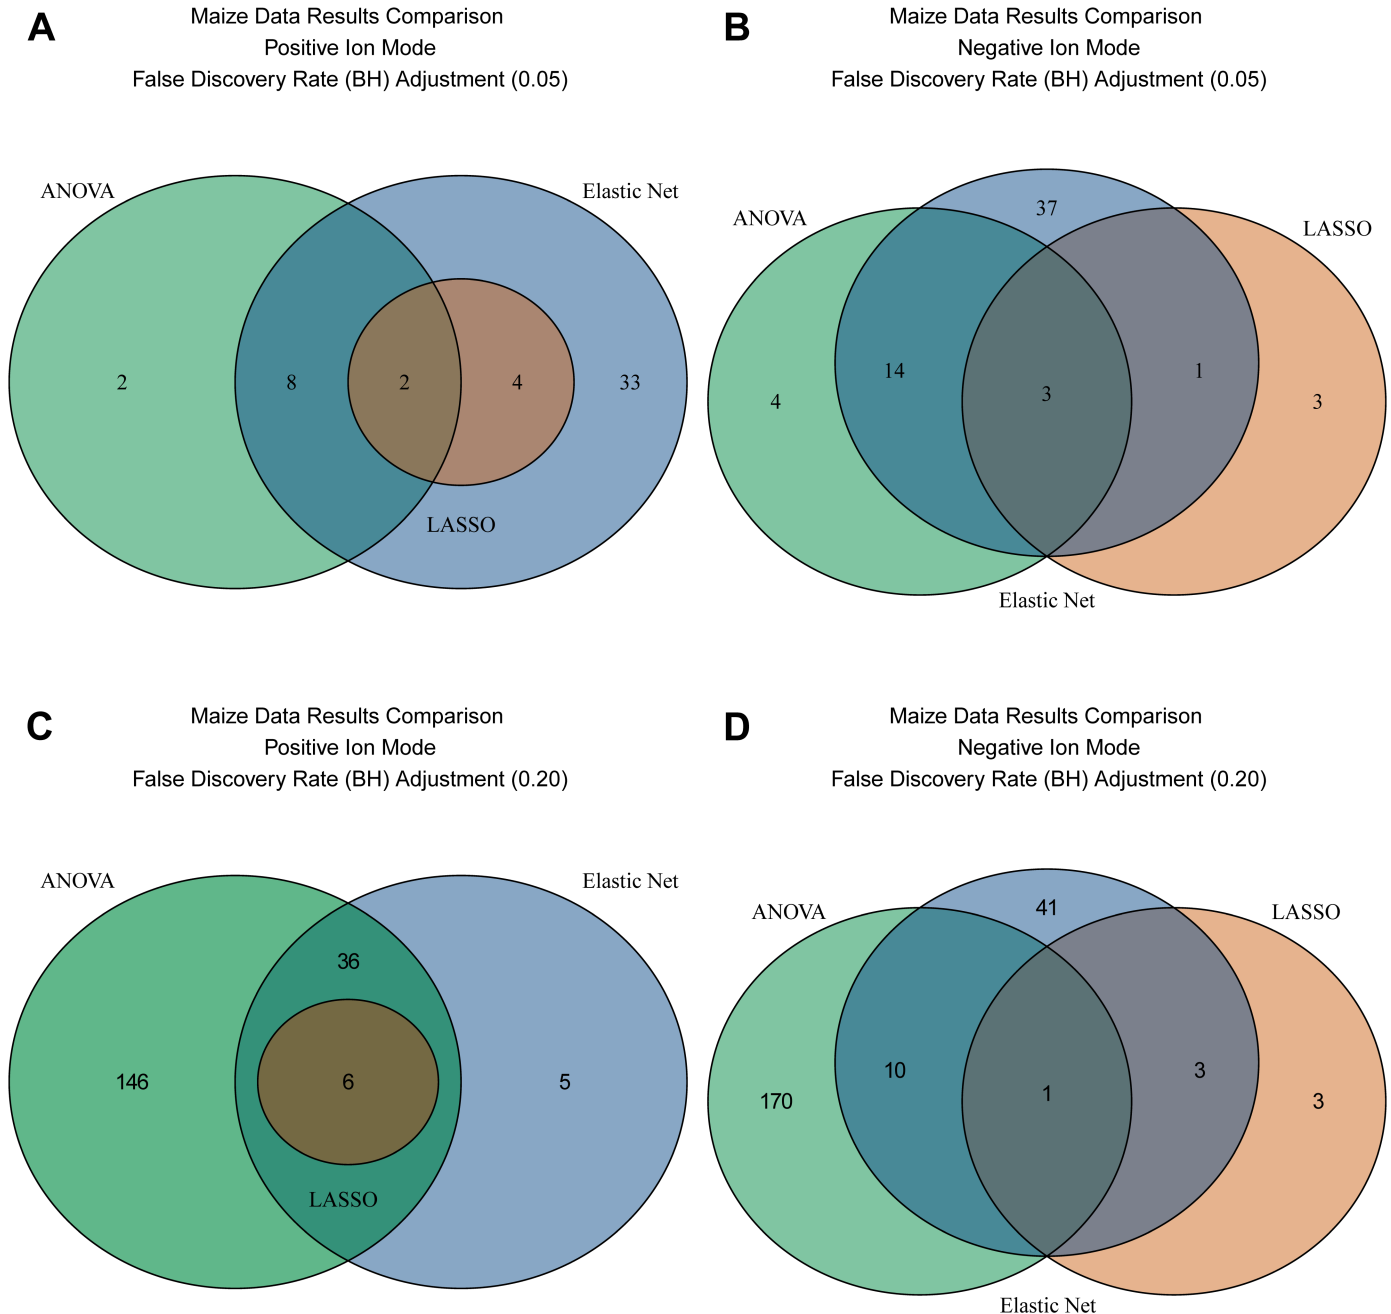 A
Maize Data Results Comparison
Positive Ion Mode
False Discovery Rate (BH) Adjustment (0.05)
ANOVA
Elastic Net
2
8
2
4
33
LASSO
B
Maize Data Results Comparison
Negative Ion Mode
False Discovery Rate (BH) Adjustment (0.05)
37
ANOVA
LASSO
14
1
4
3
3
Elastic Net
C
Maize Data Results Comparison
Positive Ion Mode
False Discovery Rate (BH) Adjustment (0.20)
ANOVA
Elastic Net
36
146
6
5
LASSO
D
Maize Data Results Comparison
Negative Ion Mode
False Discovery Rate (BH) Adjustment (0.20)
41
ANOVA
LASSO
10
3
170
1
3
Elastic Net